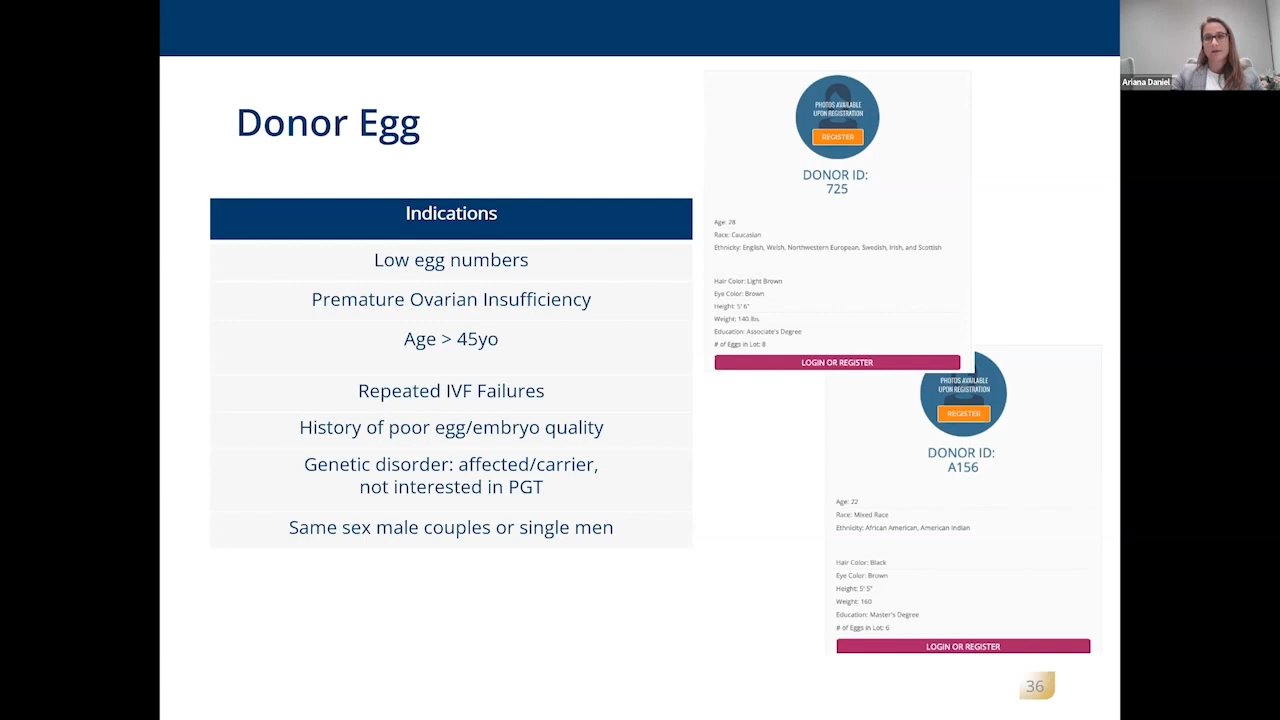 Ariana Daniel
Donor Egg
Indications
Low egg numbers
Premature Ovarian Insufficiency
Age > 45yo
Repeated IVF Failures
History of poor egg/embryo quality
Genetic disorder: affected/carrier,
not interested in PGT
Same sex male couples or single men
PHOTOS AVAILABLE
UPON REGISTRATION
REGISTER
DONOR ID:
725
Age: 28
Race: Caucasian
Ethnicity: English, Welsh, Northwestern European, Swedish, Irish, and Scottish
Hair Color: Light Brown
Eye Color: Brown
Height: 5' 6"
Weight: 140 lbs.
Education: Associate's Degree
# of Eggs in Lot: 8
LOGIN OR REGISTER
PHOTOS AVAILABLE
UPON REGISTRATION
REGISTER
DONOR ID:
A156
Age: 22
Race: Mixed Race
Ethnicity: African American, American Indian
Hair Color: Black
Eye Color: Brown
Height: 5' 5"
Weight: 160
Education: Master's Degree
# of Eggs in Lot: 6
LOGIN OR REGISTER
36